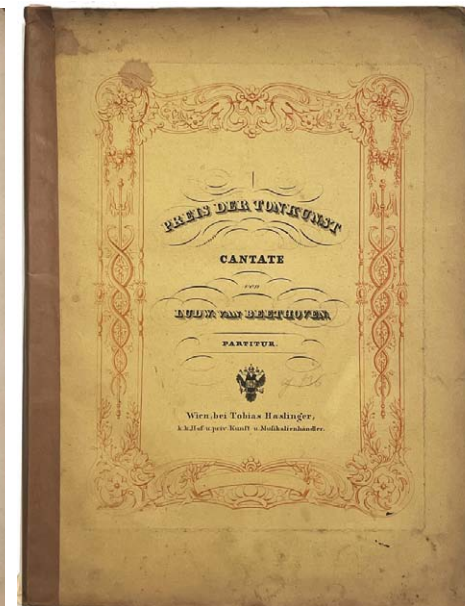 PREIS DER TONKUNST
CANTATE
von
LUDW. VAN BEETHOVEN.
PARTITUR.
Wien, bei Tobias Haslinger,
k.k. Hof- u. priv. Kunst- u. Musikalienhändler.